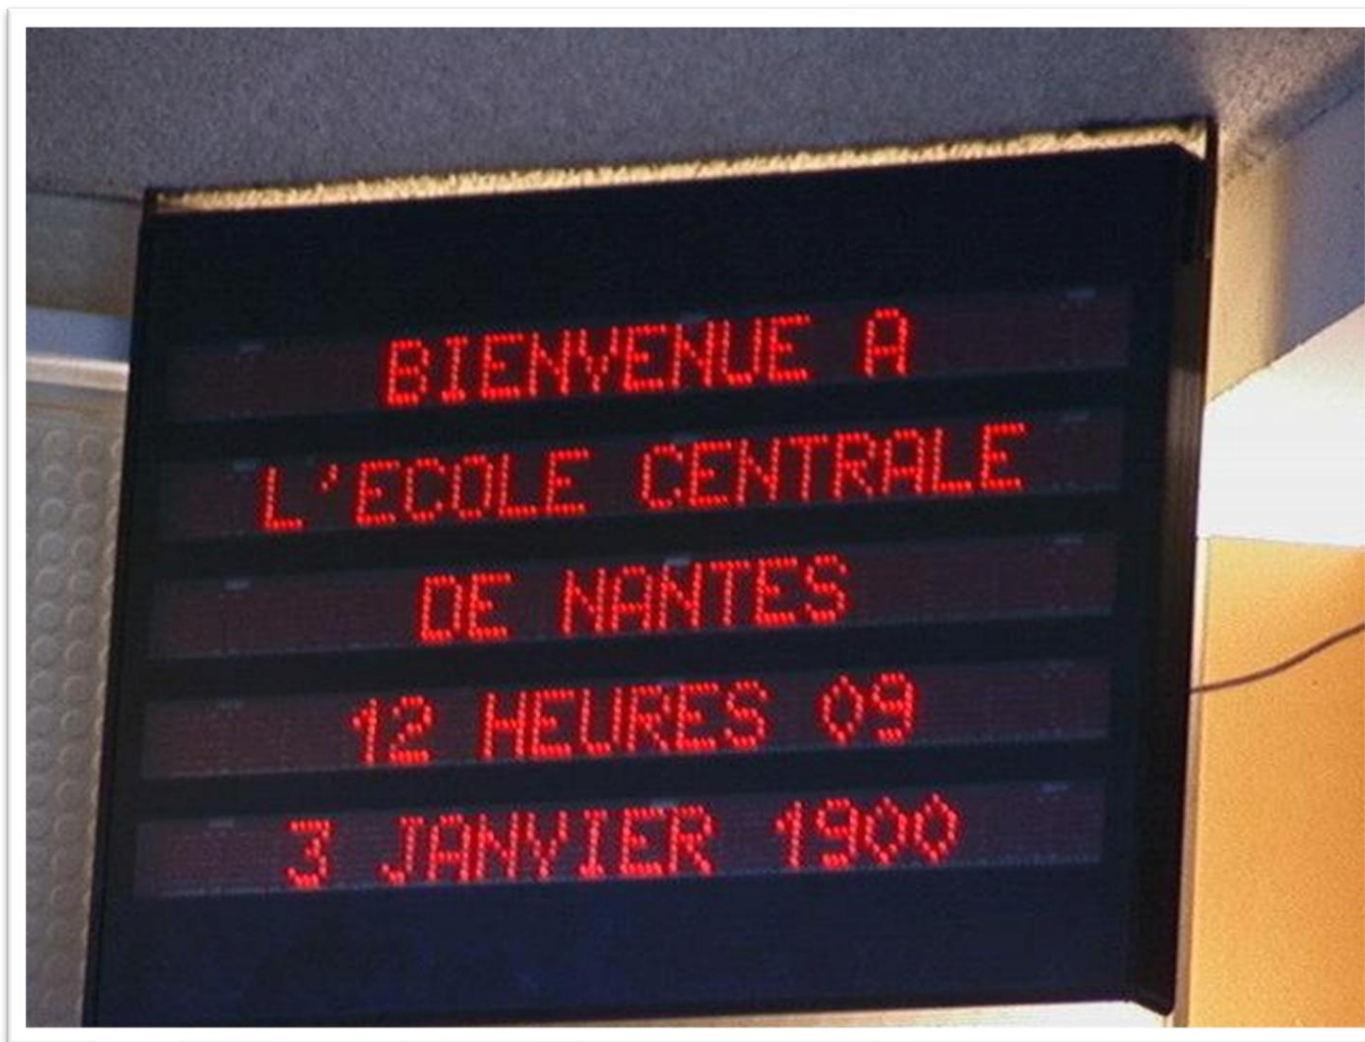 BIENVENUE A
L'ECOLE CENTRALE
DE NANTES
12 HEURES 09
3 JANVIER 1900